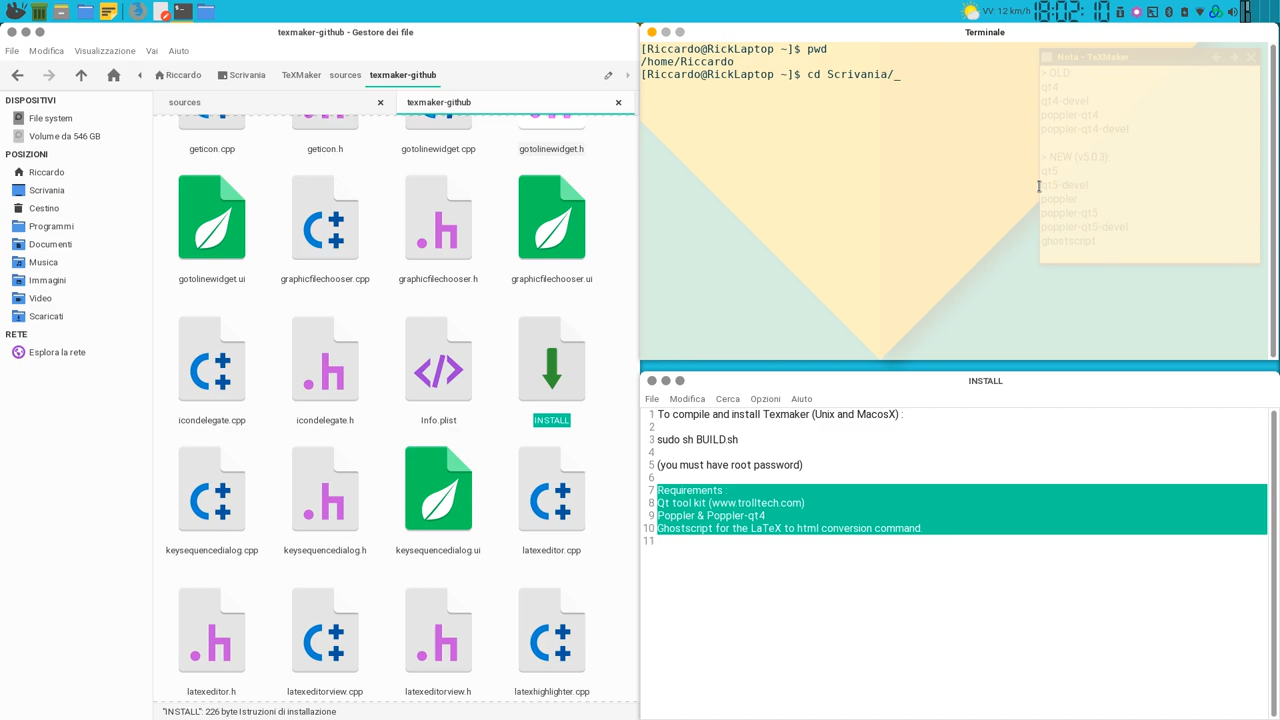 VV: 12 km/h
18:02: 10
texmaker-github - Gestore dei file
File Modifica Visualizzazione Vai Aiuto
Riccardo Scrivania TeXMaker sources texmaker-github
DISPOSITIVI
File system
Volume da 546 GB
POSIZIONI
Riccardo
Scrivania
Cestino
Programmi
Documenti
Musica
Immagini
Video
Scaricati
RETE
Esplora la rete
sources
texmaker-github
geticon.cpp geticon.h gotolinewidget.cpp gotolinewidget.h
gotolinewidget.ui graphicfilechooser.cpp graphicfilechooser.h graphicfilechooser.ui
icondelegate.cpp icondelegate.h Info.plist INSTALL
keysequencedialog.cpp keysequencedialog.h keysequencedialog.ui latexeditor.cpp
latexeditor.h latexeditorview.cpp latexeditorview.h latexhighlighter.cpp
"INSTALL": 226 byte Istruzioni di installazione
Terminale
[Riccardo@RickLaptop ~]$ pwd
/home/Riccardo
[Riccardo@RickLaptop ~]$ cd Scrivania/_
Nota - TeXMaker
> OLD:
qt4
qt4-devel
poppler-qt4
poppler-qt4-devel
> NEW (v5.0.3):
qt5
qt5-devel
poppler
poppler-qt5
poppler-qt5-devel
ghostscript
INSTALL
File Modifica Cerca Opzioni Aiuto
1 To compile and install Texmaker (Unix and MacosX) :
2
3 sudo sh BUILD.sh
4
5 (you must have root password)
6
7 Requirements :
8 Qt tool kit (www.trolltech.com)
9 Poppler & Poppler-qt4
10 Ghostscript for the LaTeX to html conversion command.
11